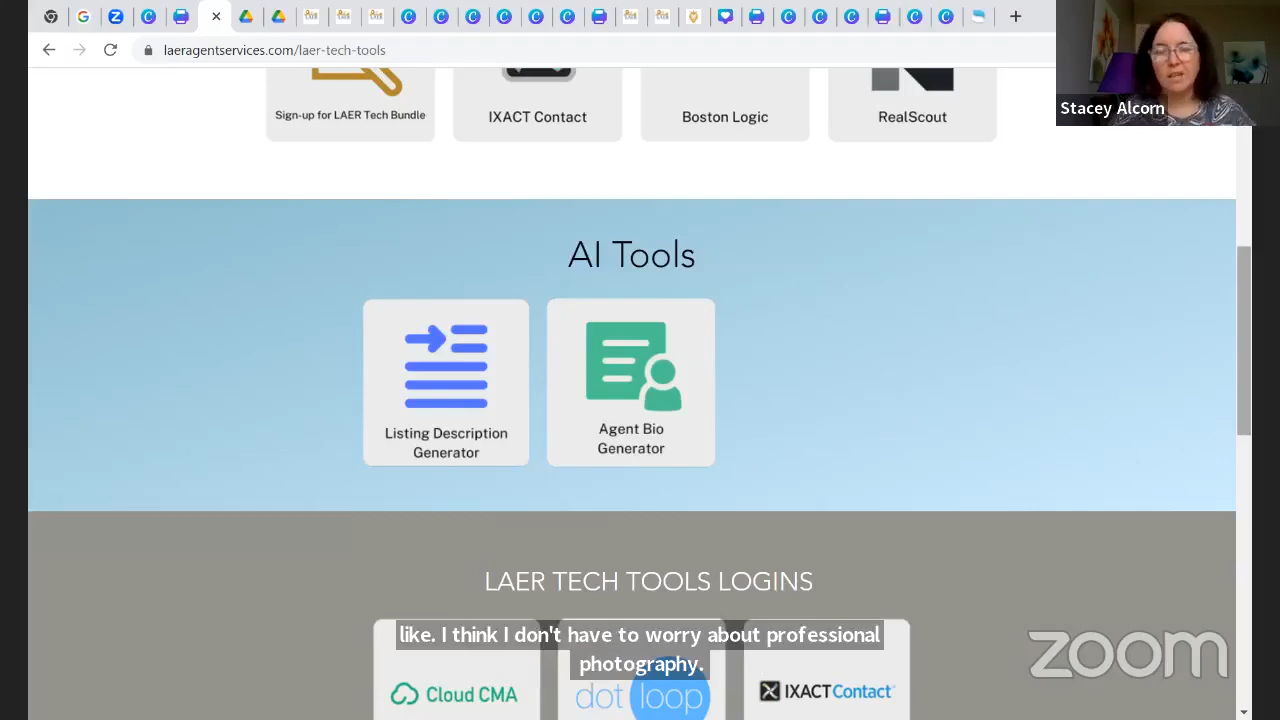 laeragentservices.com/laer-tech-tools
Stacey Alcorn
Sign-up for LAER Tech Bundle
IXACT Contact
Boston Logic
RealScout
AI Tools
Listing Description
Generator
Agent Bio
Generator
LAER TECH TOOLS LOGINS
like. I think I don't have to worry about professional
photography.
Cloud CMA
dot loop
IXACT Contact
zoom